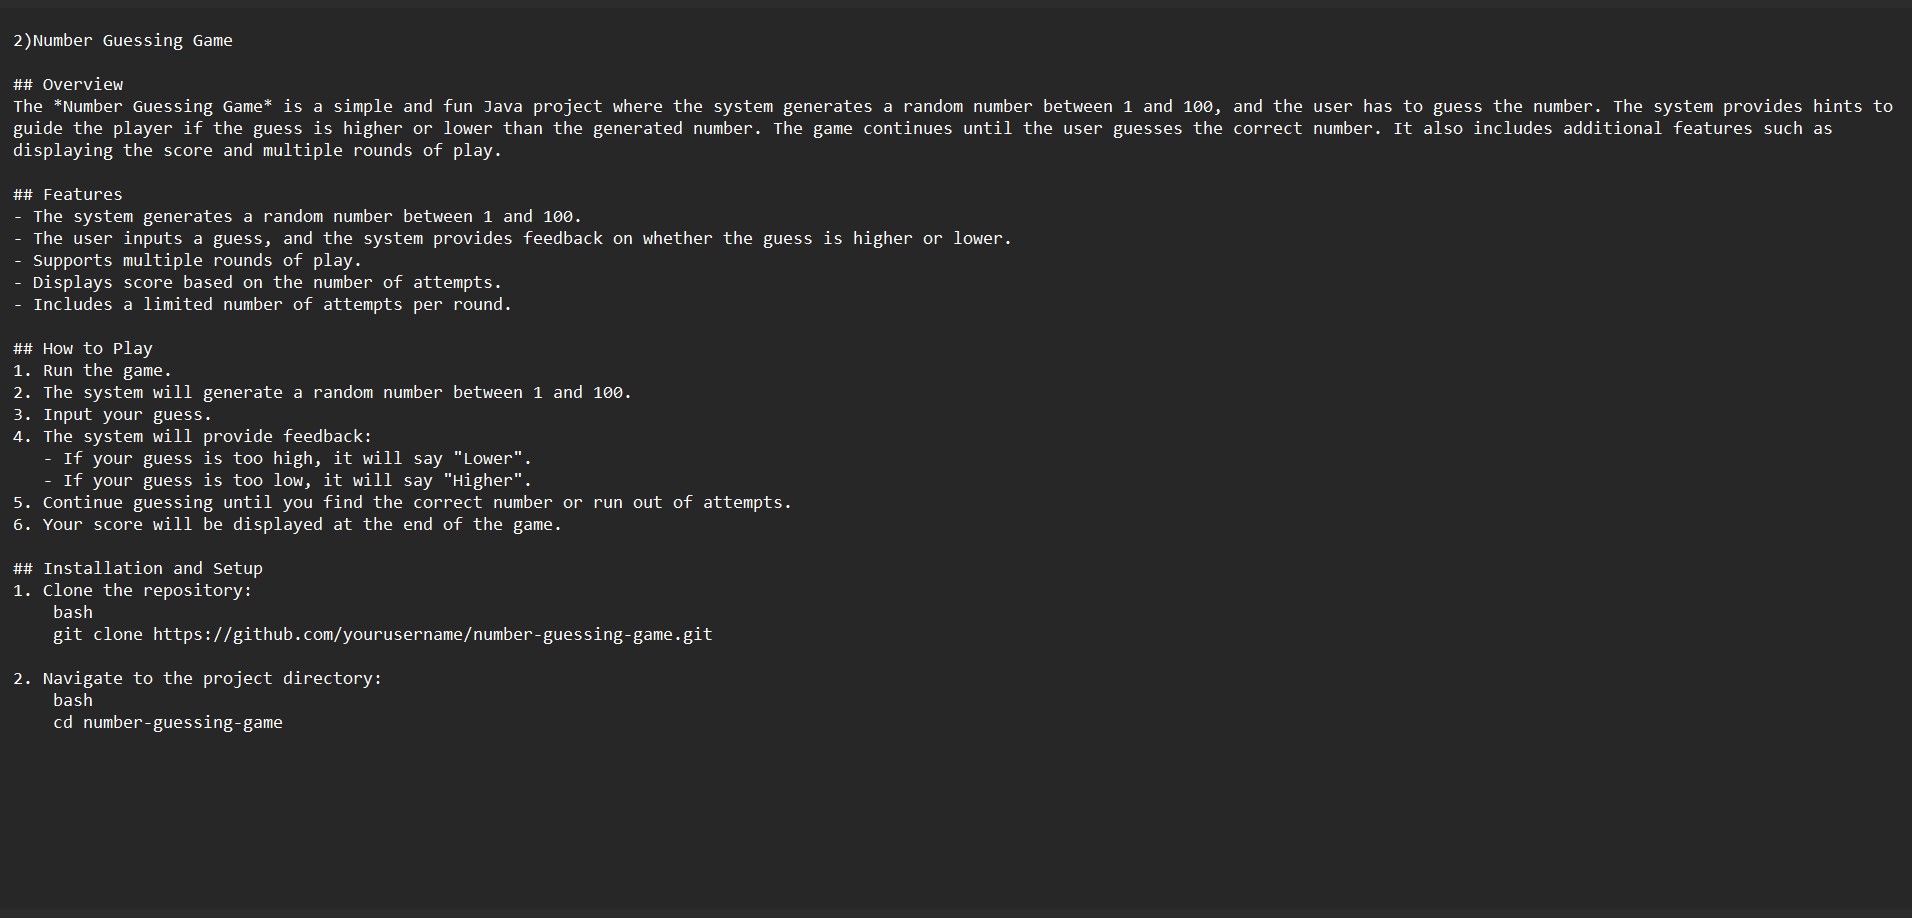 2)Number Guessing Game
## Overview
The *Number Guessing Game* is a simple and fun Java project where the system generates a random number between 1 and 100, and the user has to guess the number. The system provides hints to
guide the player if the guess is higher or lower than the generated number. The game continues until the user guesses the correct number. It also includes additional features such as
displaying the score and multiple rounds of play.
## Features
- The system generates a random number between 1 and 100.
- The user inputs a guess, and the system provides feedback on whether the guess is higher or lower.
- Supports multiple rounds of play.
- Displays score based on the number of attempts.
- Includes a limited number of attempts per round.
## How to Play
1. Run the game.
2. The system will generate a random number between 1 and 100.
3. Input your guess.
4. The system will provide feedback:
   - If your guess is too high, it will say "Lower".
   - If your guess is too low, it will say "Higher".
5. Continue guessing until you find the correct number or run out of attempts.
6. Your score will be displayed at the end of the game.
## Installation and Setup
1. Clone the repository:
    bash
    git clone https://github.com/yourusername/number-guessing-game.git
2. Navigate to the project directory:
    bash
    cd number-guessing-game